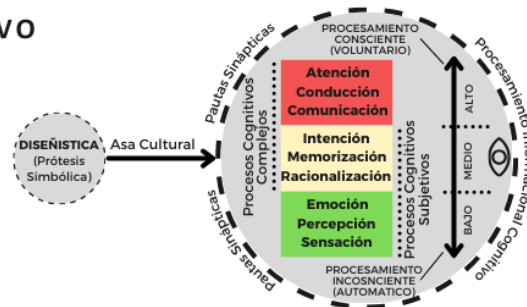 VO
DISEÑISTICA
(Prótesis
Simbólica)
Asa Cultural
Pautas Sinápticas
Pautas Sinápticas
Procesamiento Informacional Cognitivo
PROCESAMIENTO
CONSCIENTE
(VOLUNTARIO)
Procesos Cognitivos
Complejos
Atención
Conducción
Comunicación
Intención
Memorización
Racionalización
Emoción
Percepción
Sensación
Procesos Cognitivos
Subjetivos
ALTO
MEDIO
BAJO
PROCESAMIENTO
INCOSNCIENTE
(AUTOMATICO)